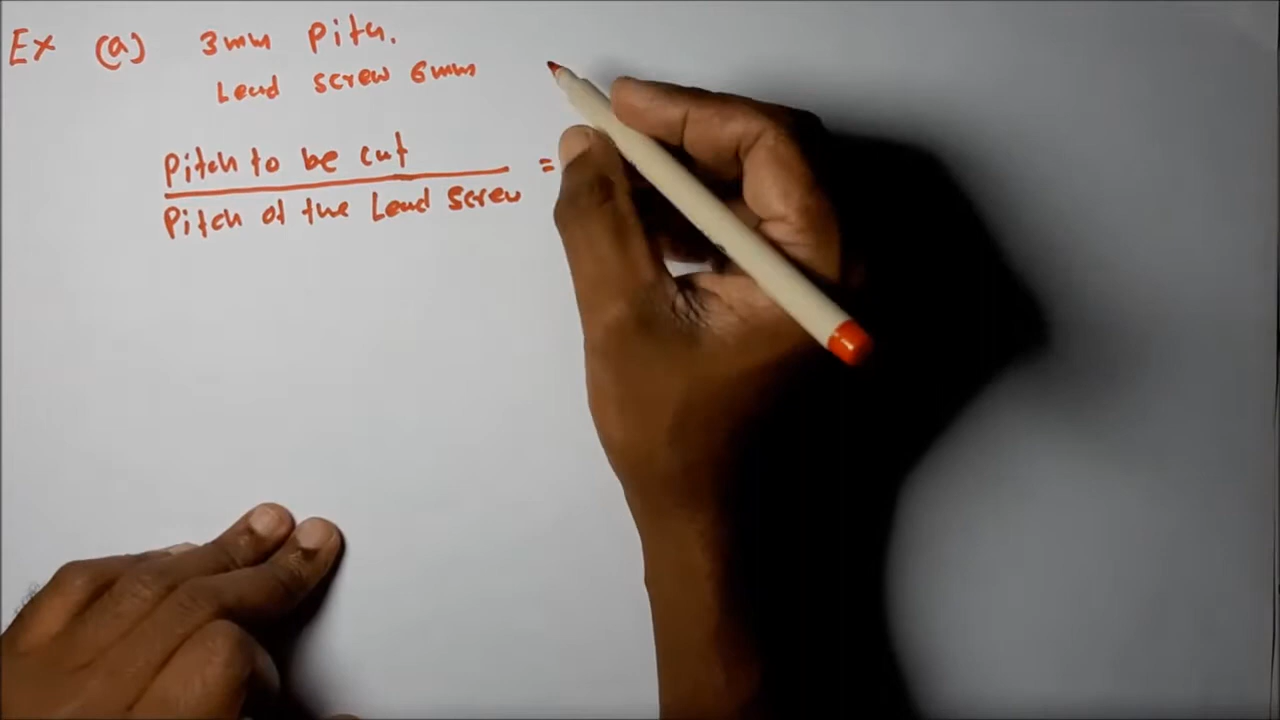 Ex (a) 3mm Pitch.
Lead screw 6mm
Pitch to be cut =
Pitch of the Lead Screw